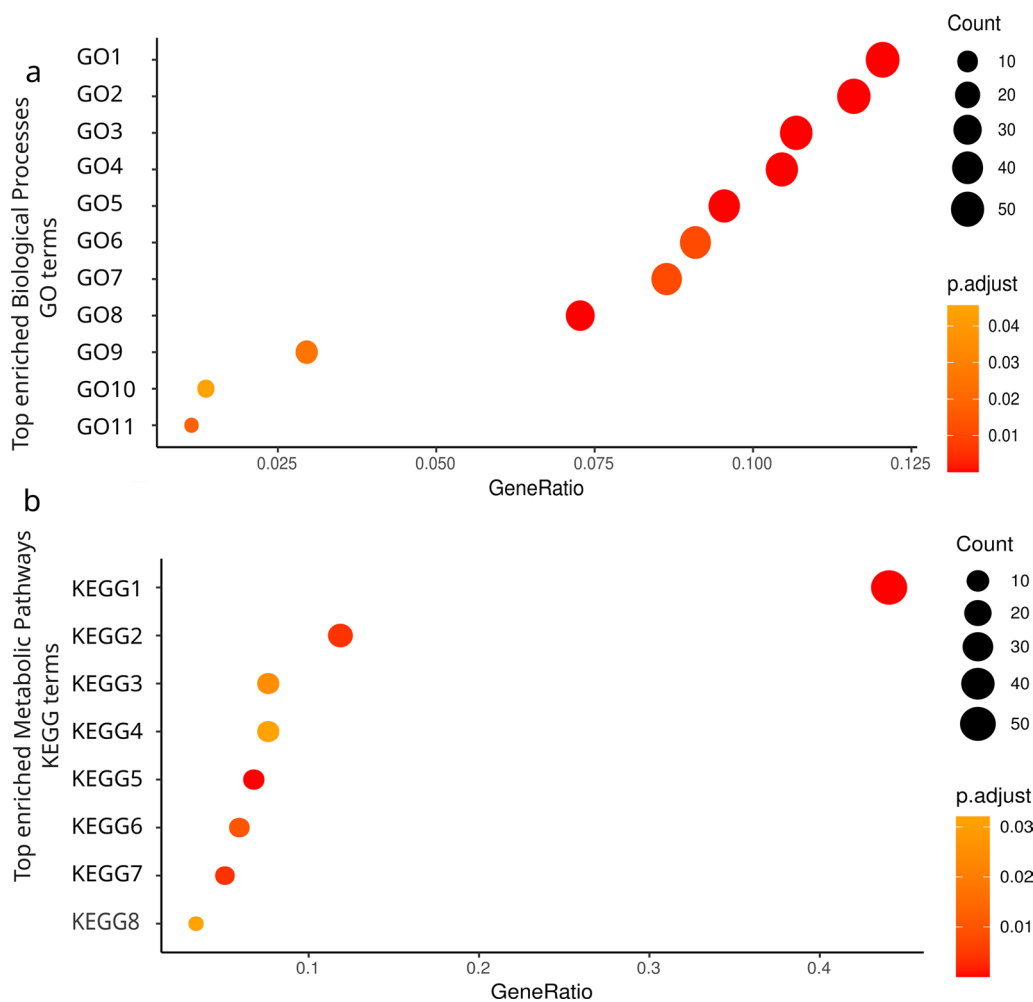 a
Top enriched Biological Processes
GO terms
GO1
GO2
GO3
GO4
GO5
GO6
GO7
GO8
GO9
GO10
GO11
0.025 0.050 0.075 0.100 0.125
GeneRatio
Count
10
20
30
40
50
p.adjust
0.04
0.03
0.02
0.01
b
Top enriched Metabolic Pathways
KEGG terms
KEGG1
KEGG2
KEGG3
KEGG4
KEGG5
KEGG6
KEGG7
KEGG8
0.1 0.2 0.3 0.4
GeneRatio
Count
10
20
30
40
50
p.adjust
0.03
0.02
0.01